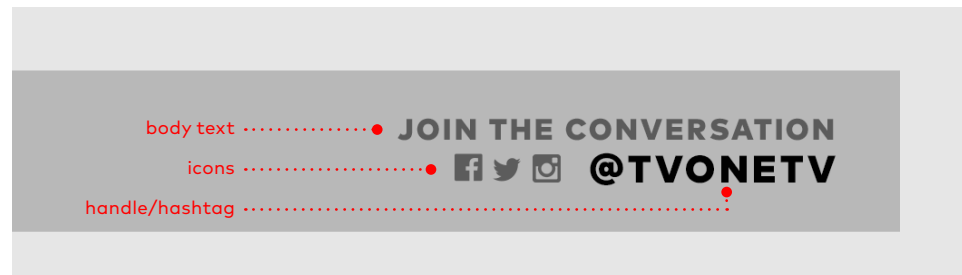 body text
JOIN THE CONVERSATION
icons
@TVONETV
handle/hashtag